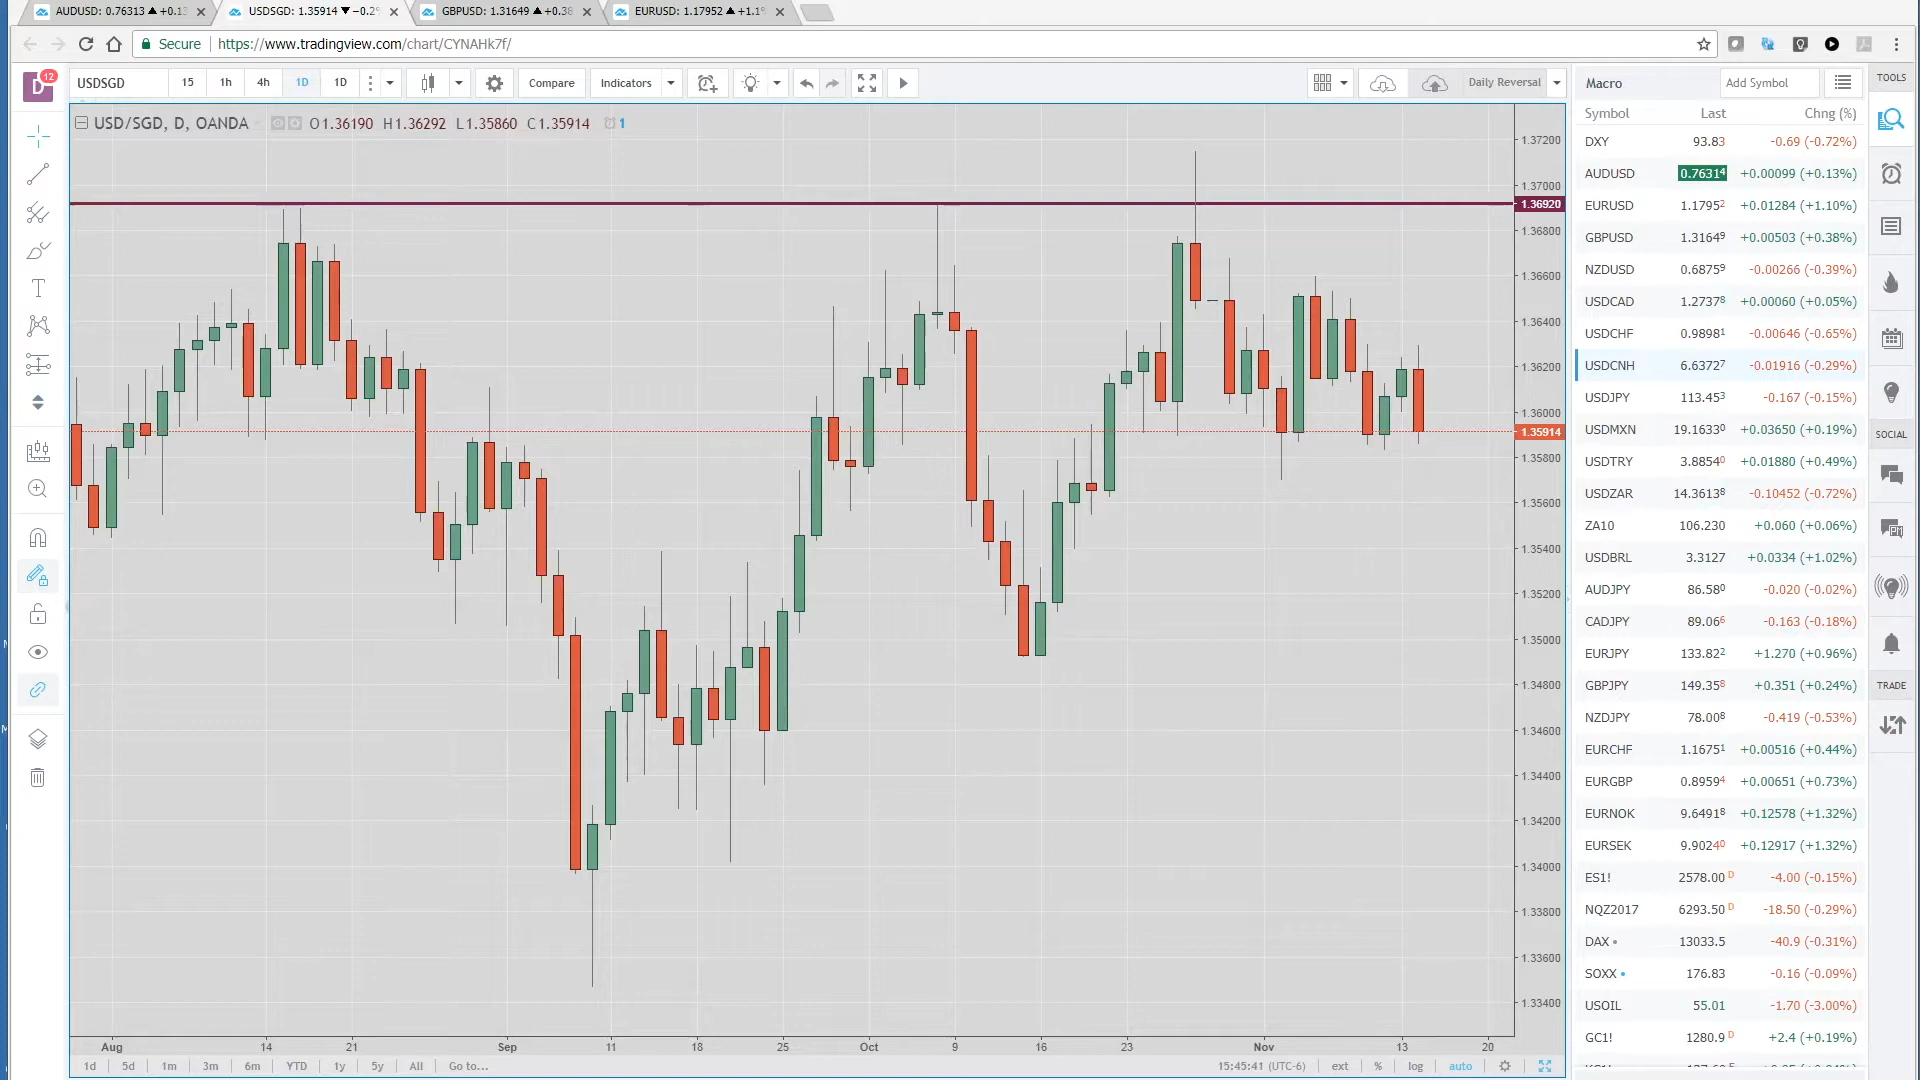 AUDUSD: 0.76313 ▲ +0.13
USDSGD: 1.35914 ▼ −0.2
GBPUSD: 1.31649 ▲ +0.38
EURUSD: 1.17952 ▲ +1.1
Secure https://www.tradingview.com/chart/CYNAHk7f/
D 12
USDSGD 15 1h 4h 1D 1D Compare Indicators Daily Reversal
USD/SGD, D, OANDA O1.36190 H1.36292 L1.35860 C1.35914 1
1.37200
1.37000
1.36920
1.36800
1.36600
1.36400
1.36200
1.36000
1.35914
1.35800
1.35600
1.35400
1.35200
1.35000
1.34800
1.34600
1.34400
1.34200
1.34000
1.33800
1.33600
1.33400
Aug 14 21 Sep 11 18 25 Oct 9 16 23 Nov 13 20
1d 5d 1m 3m 6m YTD 1y 5y All Go to... 15:45:41 (UTC-6) ext % log auto
Macro Add Symbol
Symbol Last Chng (%)
DXY 93.83 -0.69 (-0.72%)
AUDUSD 0.76314 +0.00099 (+0.13%)
EURUSD 1.17952 +0.01284 (+1.10%)
GBPUSD 1.31649 +0.00503 (+0.38%)
NZDUSD 0.68759 -0.00266 (-0.39%)
USDCAD 1.27378 +0.00060 (+0.05%)
USDCHF 0.98981 -0.00646 (-0.65%)
USDCNH 6.63727 -0.01916 (-0.29%)
USDJPY 113.453 -0.167 (-0.15%)
USDMXN 19.16330 +0.03650 (+0.19%)
USDTRY 3.88540 +0.01880 (+0.49%)
USDZAR 14.36138 -0.10452 (-0.72%)
ZA10 106.230 +0.060 (+0.06%)
USDBRL 3.3127 +0.0334 (+1.02%)
AUDJPY 86.580 -0.020 (-0.02%)
CADJPY 89.066 -0.163 (-0.18%)
EURJPY 133.822 +1.270 (+0.96%)
GBPJPY 149.358 +0.351 (+0.24%)
NZDJPY 78.008 -0.419 (-0.53%)
EURCHF 1.16751 +0.00516 (+0.44%)
EURGBP 0.89594 +0.00651 (+0.73%)
EURNOK 9.64918 +0.12578 (+1.32%)
EURSEK 9.90240 +0.12917 (+1.32%)
ES1! 2578.00 D -4.00 (-0.15%)
NQZ2017 6293.50 D -18.50 (-0.29%)
DAX 13033.5 -40.9 (-0.31%)
SOXX 176.83 -0.16 (-0.09%)
USOIL 55.01 -1.70 (-3.00%)
GC1! 1280.9 D +2.4 (+0.19%)
TOOLS
SOCIAL
TRADE